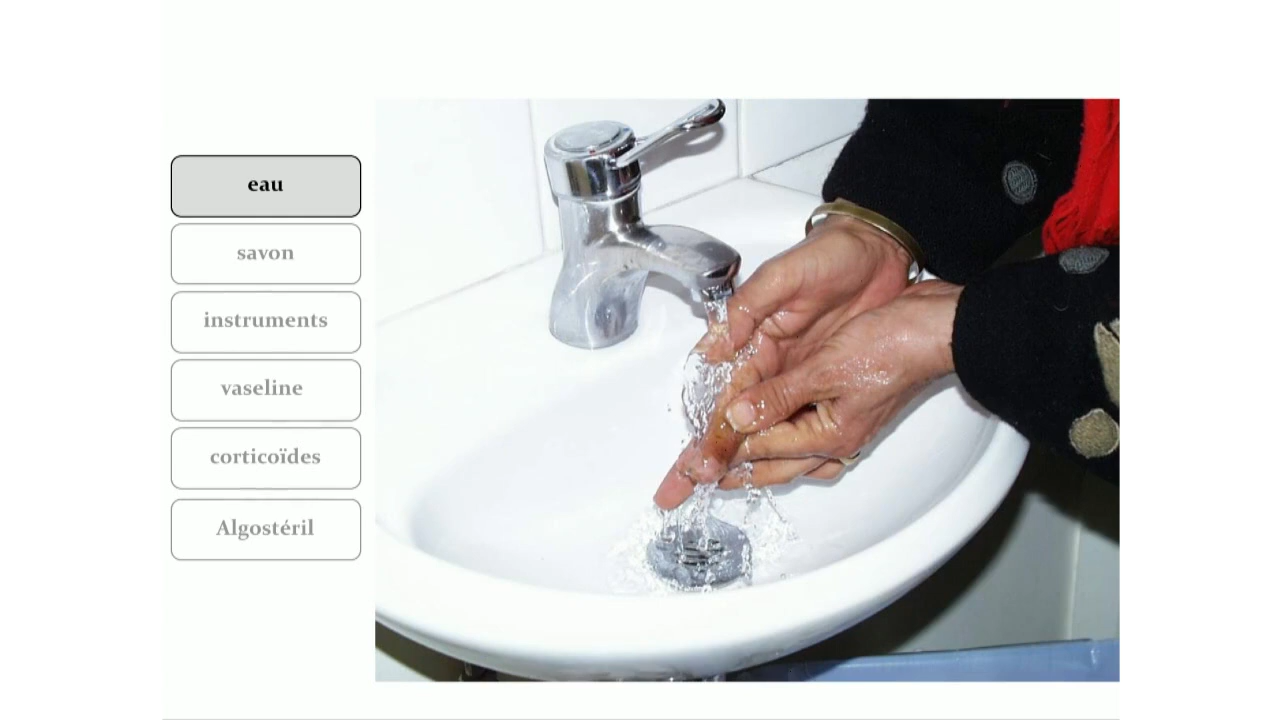 eau
savon
instruments
vaseline
corticoïdes
Algostéril